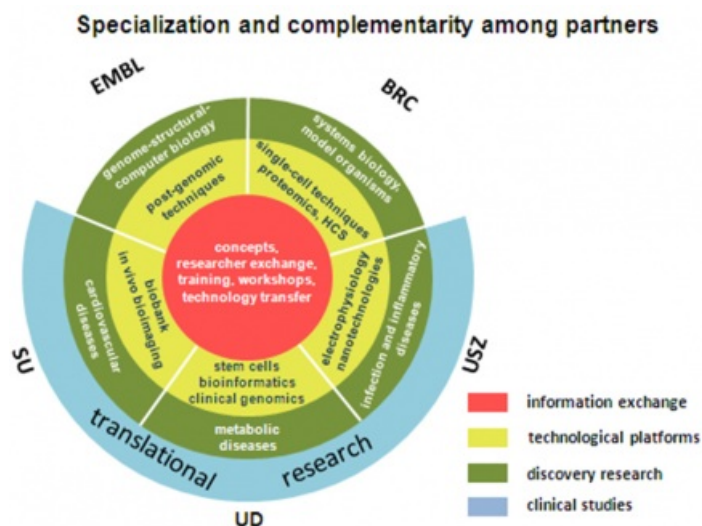 Specialization and complementarity among partners
EMBL
BRC
genome-structural-
computer biology
systems biology,
model organisms
post-genomic
techniques
single-cell techniques
proteomics, HCS
concepts,
researcher exchange,
training, workshops,
technology transfer
cardiovascular
diseases
biobank
in vivo bioimaging
electrophysiology
nanotechnologies
infection and inflammatory
diseases
stem cells
bioinformatics
clinical genomics
metabolic
diseases
SU
USZ
translational
research
UD
information exchange
technological platforms
discovery research
clinical studies